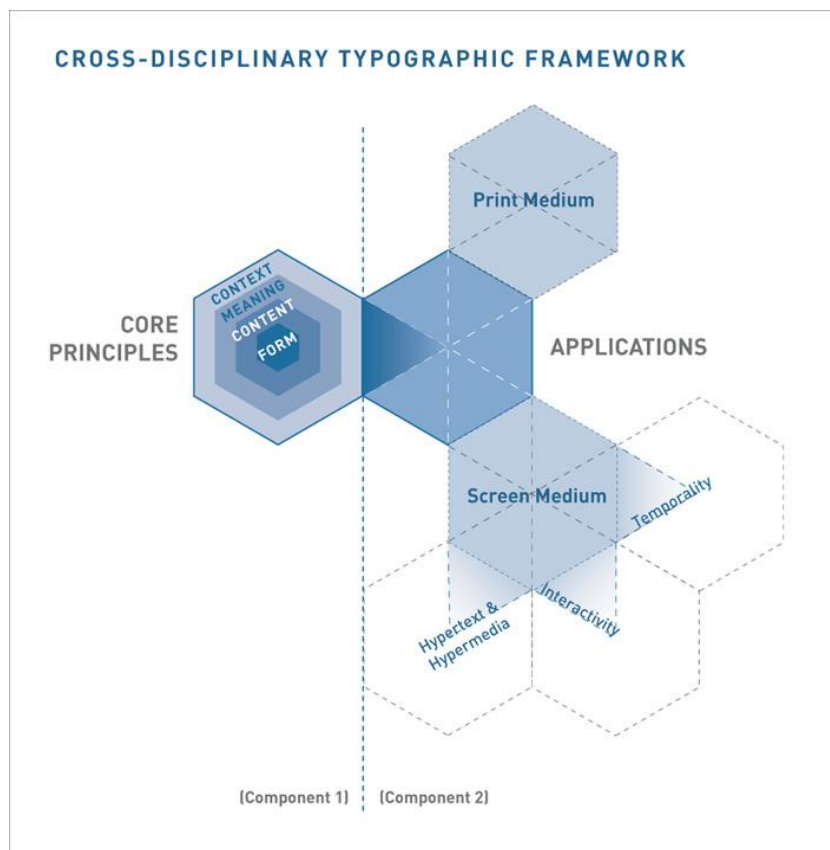 CROSS-DISCIPLINARY TYPOGRAPHIC FRAMEWORK
Print Medium
CONTEXT
MEANING
CONTENT
FORM
CORE
PRINCIPLES
APPLICATIONS
Screen Medium
Temporality
Interactivity
Hypertext &
Hypermedia
(Component 1)
(Component 2)